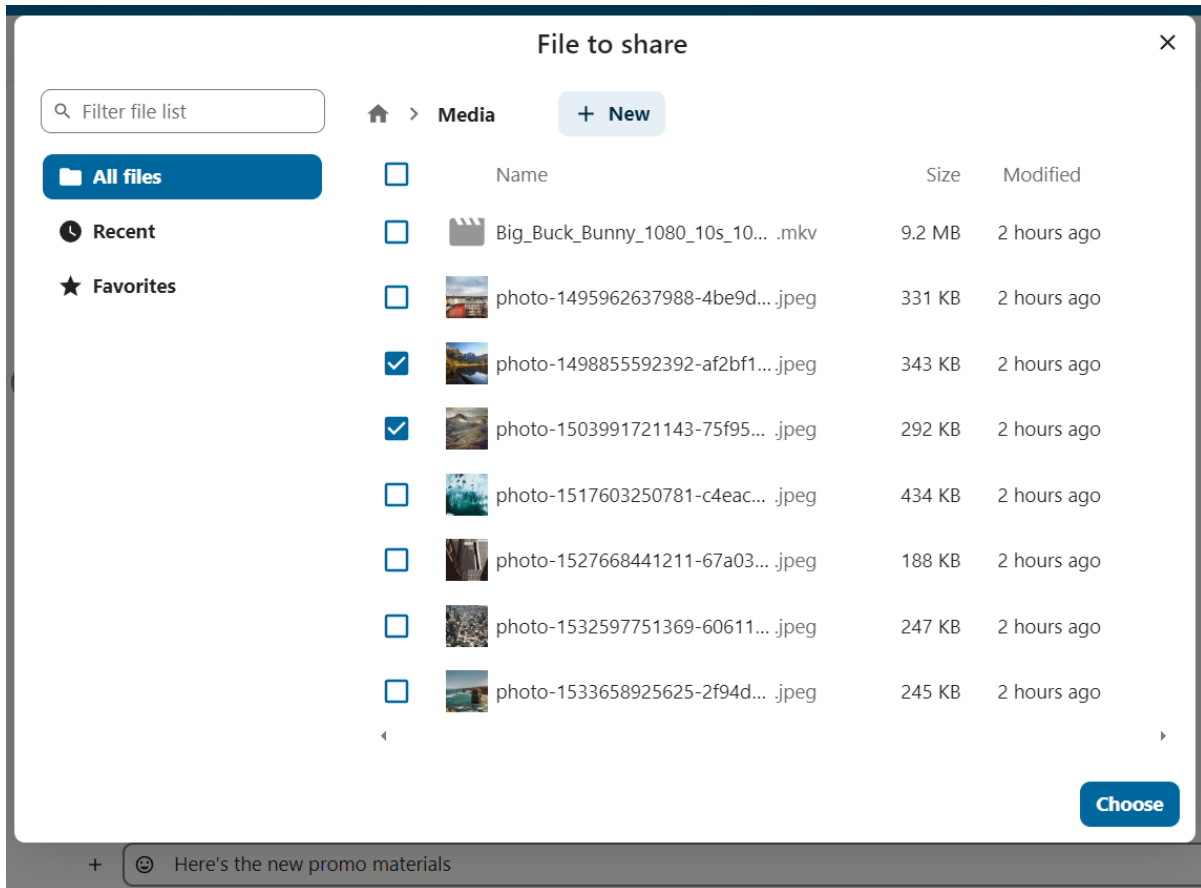 File to share
Filter file list
Media
New
All files
Recent
Favorites
Name Size Modified
Big_Buck_Bunny_1080_10s_10... .mkv 9.2 MB 2 hours ago
photo-1495962637988-4be9d... .jpeg 331 KB 2 hours ago
photo-1498855592392-af2bf1... .jpeg 343 KB 2 hours ago
photo-1503991721143-75f95... .jpeg 292 KB 2 hours ago
photo-1517603250781-c4eac... .jpeg 434 KB 2 hours ago
photo-1527668441211-67a03... .jpeg 188 KB 2 hours ago
photo-1532597751369-60611... .jpeg 247 KB 2 hours ago
photo-1533658925625-2f94d... .jpeg 245 KB 2 hours ago
Choose
Here's the new promo materials